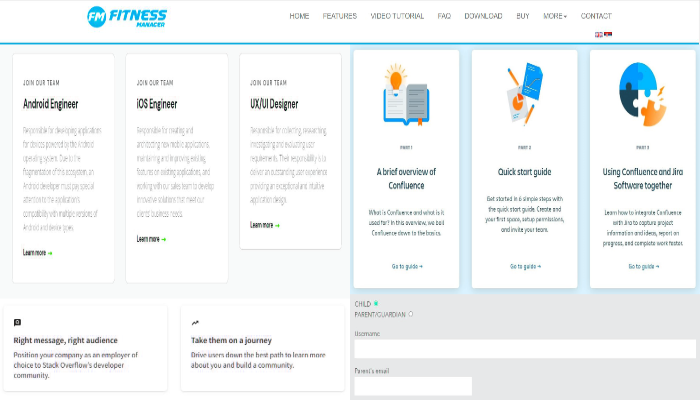 FM FITNESS
MANAGER
HOME FEATURES VIDEO TUTORIAL FAQ DOWNLOAD BUY MORE CONTACT
JOIN OUR TEAM
Android Engineer
Responsible for developing applications
for devices powered by the Android
operating system. Due to the
fragmentation of this ecosystem, an
Android developer must pay special
attention to the application's
compatibility with multiple versions of
Android and device types.
Learn more →
JOIN OUR TEAM
iOS Engineer
Responsible for creating and
architecting new mobile applications,
maintaining and improving existing
features on existing applications, and
working with our sales team to develop
innovative solutions that meet our
clients' business needs.
Learn more →
JOIN OUR TEAM
UX/UI Designer
Responsible for collecting, researching,
investigating and evaluating user
requirements. Their responsibility is to
deliver an outstanding user experience
providing an exceptional and intuitive
application design.
Learn more →
PART 1
A brief overview of
Confluence
What is Confluence and what is it
used for? In this overview, we boil
Confluence down to the basics.
Go to guide →
PART 2
Quick start guide
Get started in 6 simple steps with
the quick start guide. Create and
your first space, setup permissions,
and invite your team.
Go to guide →
PART 3
Using Confluence and Jira
Software together
Learn how to integrate Confluence
with Jira to capture project
information and ideas, report on
progress, and complete work faster.
Go to guide →
Right message, right audience
Position your company as an employer of
choice to Stack Overflow's developer
community.
Take them on a journey
Drive users down the best path to learn more
about you and build a community.
CHILD
PARENT/GUARDIAN
Username
Parent's email